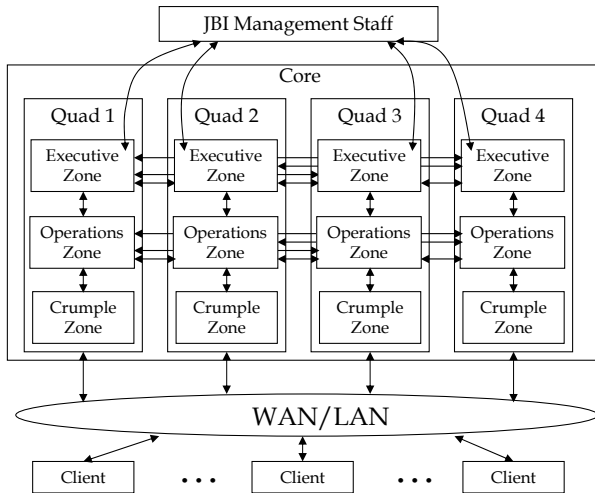 JBI Management Staff
Core
Quad 1
Quad 2
Quad 3
Quad 4
Executive
Zone
Executive
Zone
Executive
Zone
Executive
Zone
Operations
Zone
Operations
Zone
Operations
Zone
Operations
Zone
Crumple
Zone
Crumple
Zone
Crumple
Zone
Crumple
Zone
WAN/LAN
Client
• • •
Client
• • •
Client